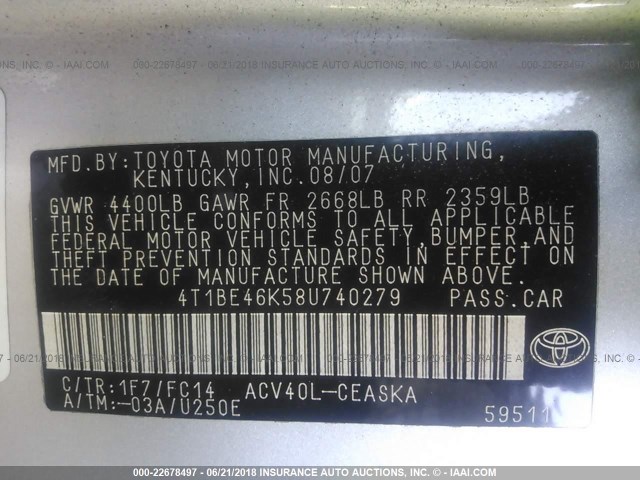 MFD.BY:TOYOTA MOTOR MANUFACTURING,
KENTUCKY,INC.08/07
GVWR 4400LB GAWR FR 2668LB RR 2359LB
THIS VEHICLE CONFORMS TO ALL APPLICABLE
FEDERAL MOTOR VEHICLE SAFETY,BUMPER,AND
THEFT PREVENTION STANDARDS IN EFFECT ON
THE DATE OF MANUFACTURE SHOWN ABOVE.
4T1BE46K58U740279 PASS.CAR
C/TR:1F7/FC14 ACV40L-CEASKA
A/TM:-03A/U250E
59511
TOYOTA
000-22678497 - 06/21/2018 INSURANCE AUTO AUCTIONS, INC. - © IAAI.COM